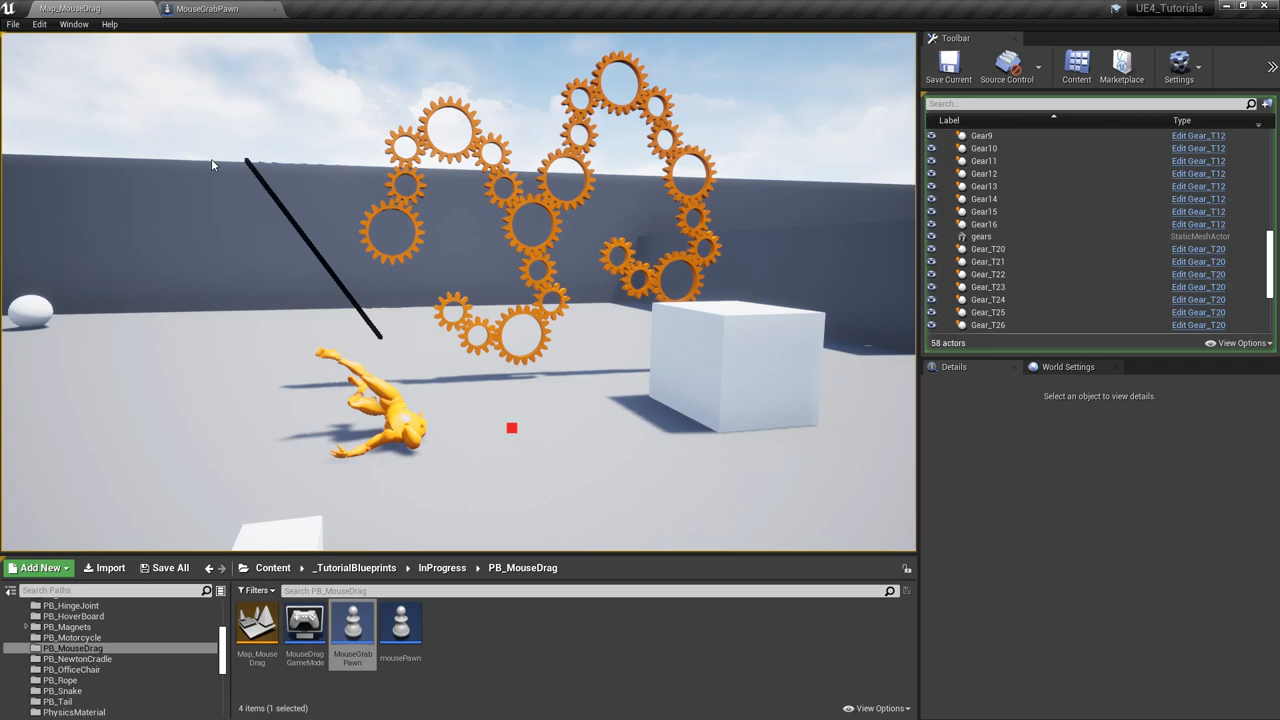 Map_MouseDrag
MouseGrabPawn
UE4_Tutorials
File Edit Window Help
Toolbar
Save Current
Source Control
Content
Marketplace
Settings
Search...
Label Type
Gear9 Edit Gear_T12
Gear10 Edit Gear_T12
Gear11 Edit Gear_T12
Gear12 Edit Gear_T12
Gear13 Edit Gear_T12
Gear14 Edit Gear_T12
Gear15 Edit Gear_T12
Gear16 Edit Gear_T12
gears StaticMeshActor
Gear_T20 Edit Gear_T20
Gear_T21 Edit Gear_T20
Gear_T22 Edit Gear_T20
Gear_T23 Edit Gear_T20
Gear_T24 Edit Gear_T20
Gear_T25 Edit Gear_T20
Gear_T26 Edit Gear_T20
58 actors
View Options
Details
World Settings
Select an object to view details.
Add New
Import
Save All
Content
_TutorialBlueprints
InProgress
PB_MouseDrag
Search Paths
PB_HingeJoint
PB_HoverBoard
PB_Magnets
PB_Motorcycle
PB_MouseDrag
PB_NewtonCradle
PB_OfficeChair
PB_Rope
PB_Snake
PB_Tail
PhysicsMaterial
Filters
Search PB_MouseDrag
Map_Mouse
Drag
MouseDrag
GameMode
MouseGrab
Pawn
mousePawn
4 items (1 selected)
View Options